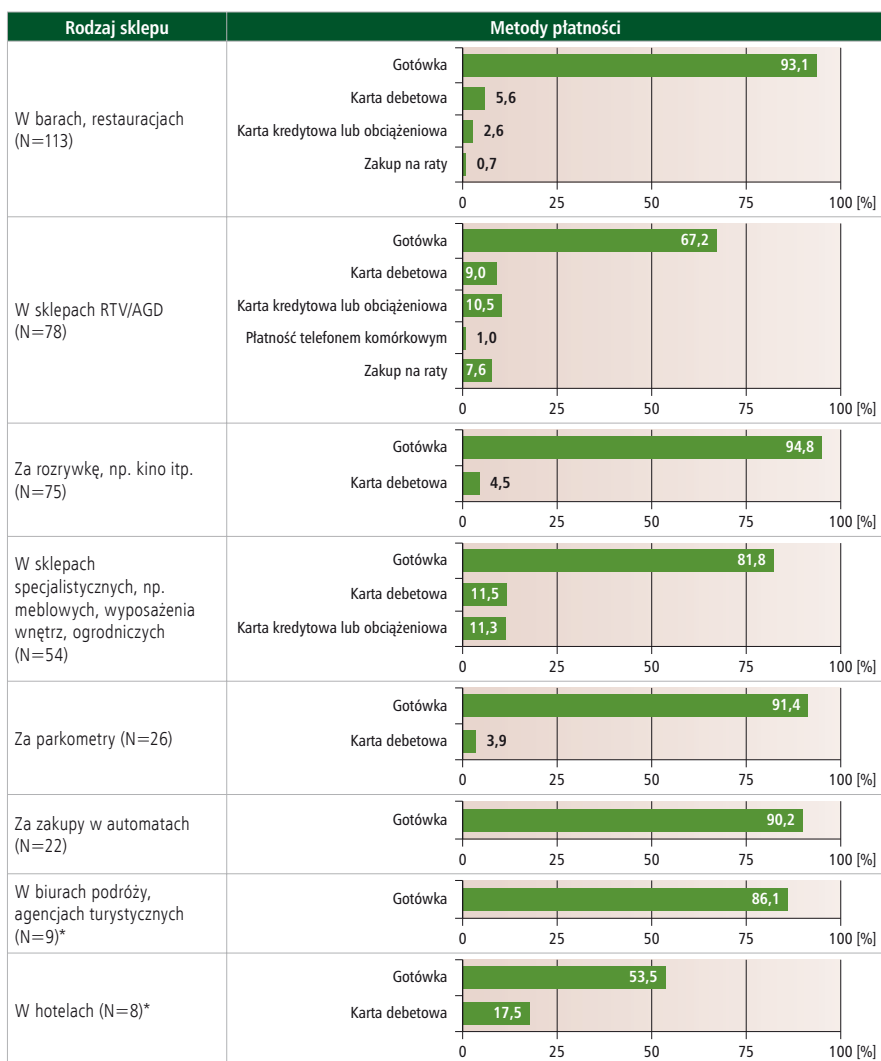 Rodzaj sklepu
Metody płatności
W barach, restauracjach
(N=113)
Gotówka 93,1
Karta debetowa 5,6
Karta kredytowa lub obciążeniowa 2,6
Zakup na raty 0,7
0 25 50 75 100 [%]
W sklepach RTV/AGD
(N=78)
Gotówka 67,2
Karta debetowa 9,0
Karta kredytowa lub obciążeniowa 10,5
Płatność telefonem komórkowym 1,0
Zakup na raty 7,6
0 25 50 75 100 [%]
Za rozrywkę, np. kino itp.
(N=75)
Gotówka 94,8
Karta debetowa 4,5
0 25 50 75 100 [%]
W sklepach
specjalistycznych, np.
meblowych, wyposażenia
wnętrz, ogrodniczych
(N=54)
Gotówka 81,8
Karta debetowa 11,5
Karta kredytowa lub obciążeniowa 11,3
0 25 50 75 100 [%]
Za parkometry (N=26)
Gotówka 91,4
Karta debetowa 3,9
0 25 50 75 100 [%]
Za zakupy w automatach
(N=22)
Gotówka 90,2
0 25 50 75 100 [%]
W biurach podróży,
agencjach turystycznych
(N=9)*
Gotówka 86,1
0 25 50 75 100 [%]
W hotelach (N=8)*
Gotówka 53,5
Karta debetowa 17,5
0 25 50 75 100 [%]